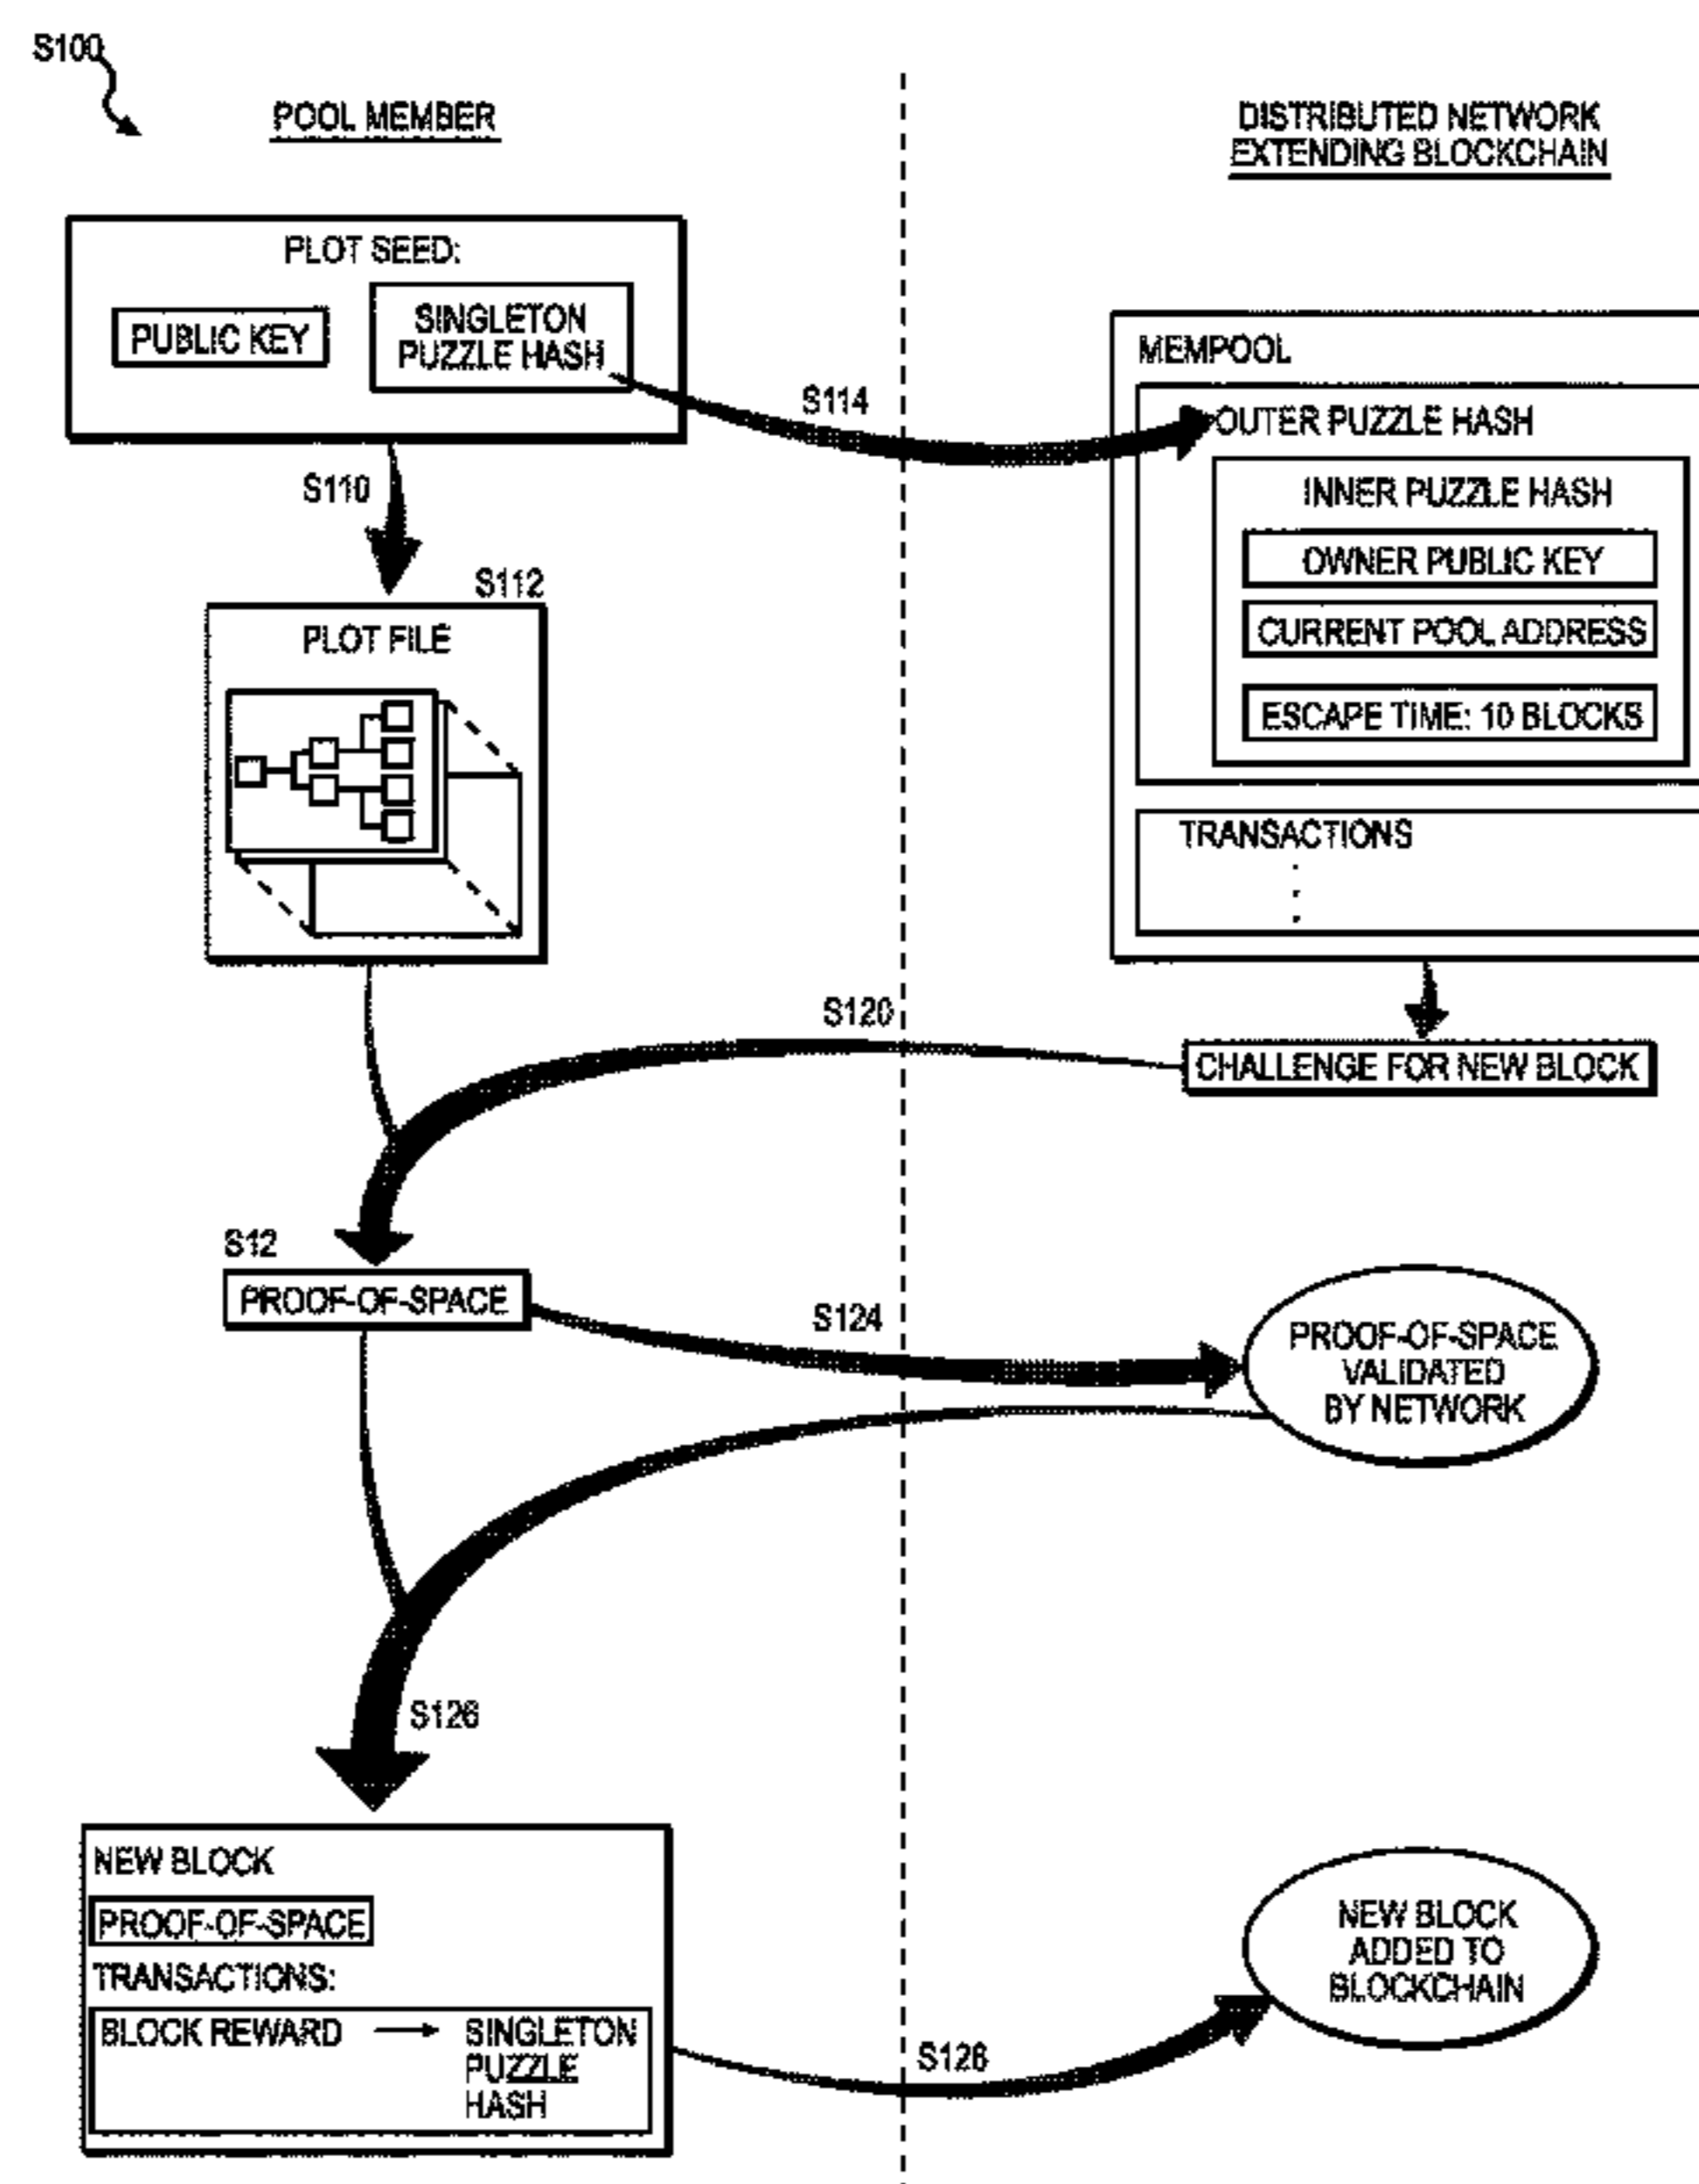 S100
POOL MEMBER
DISTRIBUTED NETWORK
EXTENDING BLOCKCHAIN
PLOT SEED:
PUBLIC KEY
SINGLETON
PUZZLE HASH
S114
MEMPOOL
OUTER PUZZLE HASH
INNER PUZZLE HASH
OWNER PUBLIC KEY
CURRENT POOL ADDRESS
ESCAPE TIME: 10 BLOCKS
TRANSACTIONS
S110
S112
PLOT FILE
S120
CHALLENGE FOR NEW BLOCK
S12
PROOF-OF-SPACE
S124
PROOF-OF-SPACE
VALIDATED
BY NETWORK
S126
NEW BLOCK
PROOF-OF-SPACE
TRANSACTIONS:
BLOCK REWARD → SINGLETON
PUZZLE
HASH
S128
NEW BLOCK
ADDED TO
BLOCKCHAIN